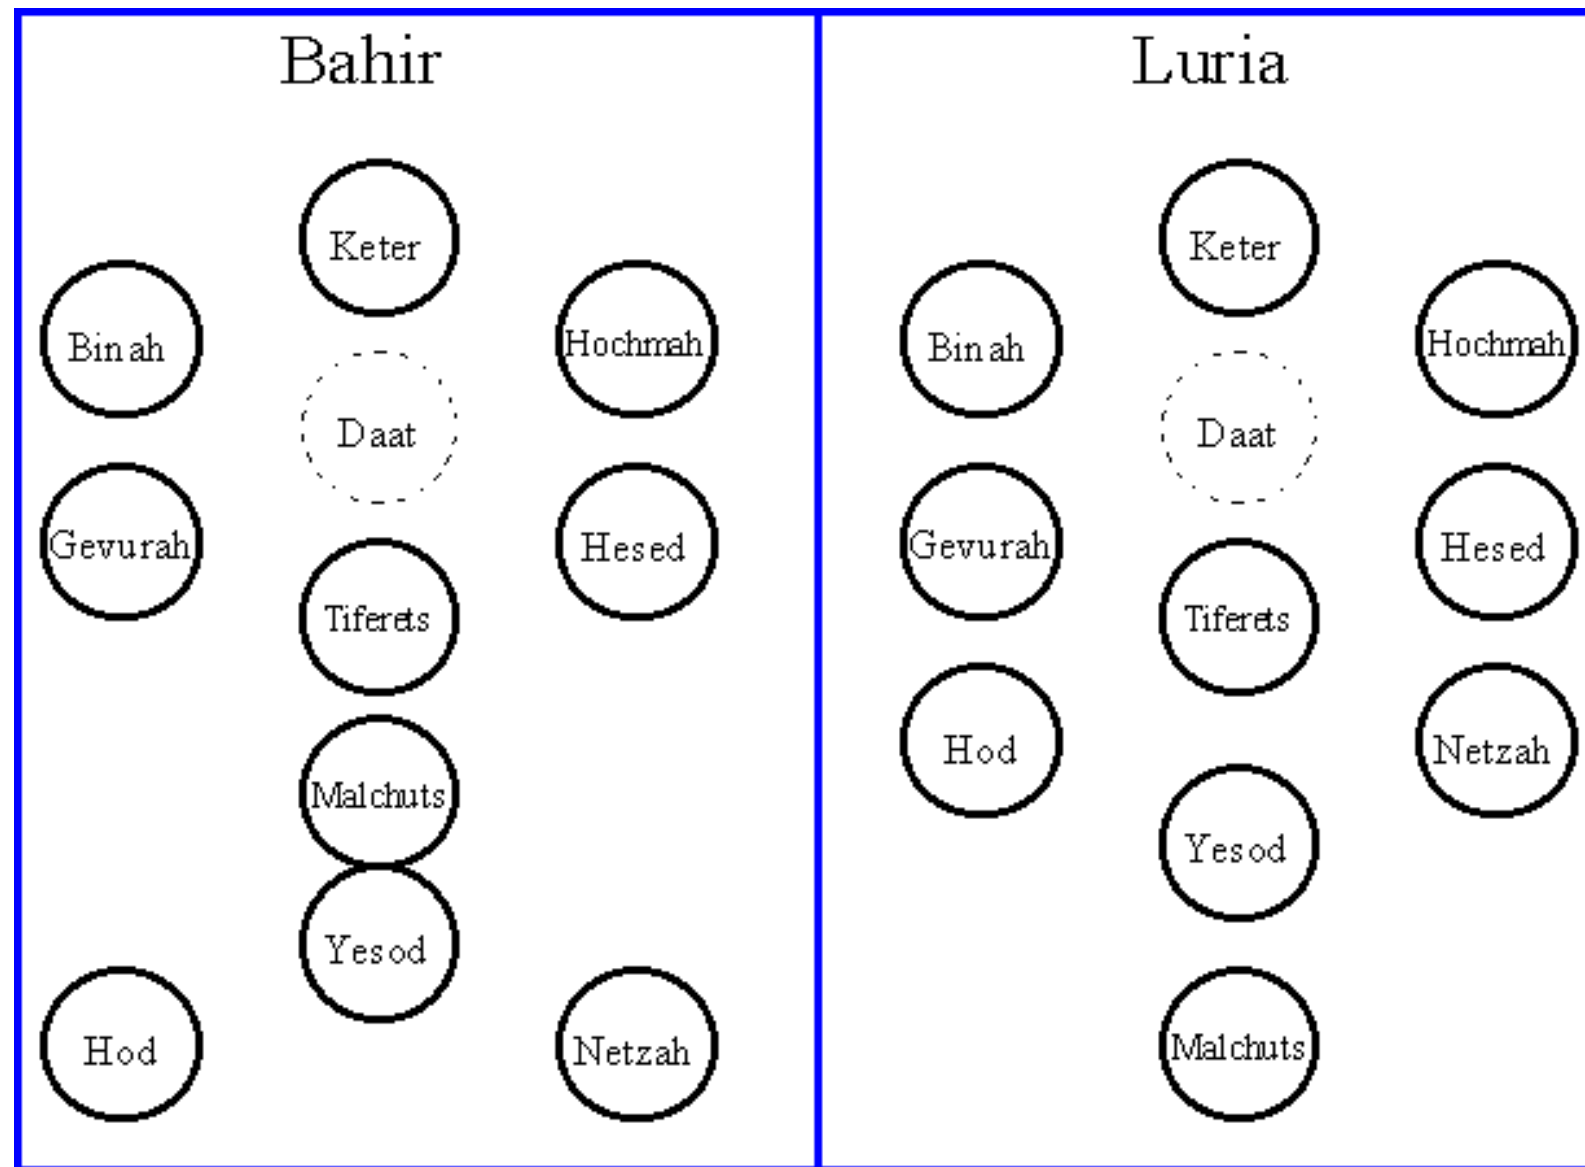 Bahir
Keter
Binah
Hochmah
Daat
Gevurah
Hesed
Tiferets
Malchuts
Yesod
Hod
Netzah
Luria
Keter
Binah
Hochmah
Daat
Gevurah
Hesed
Tiferets
Hod
Netzah
Yesod
Malchuts